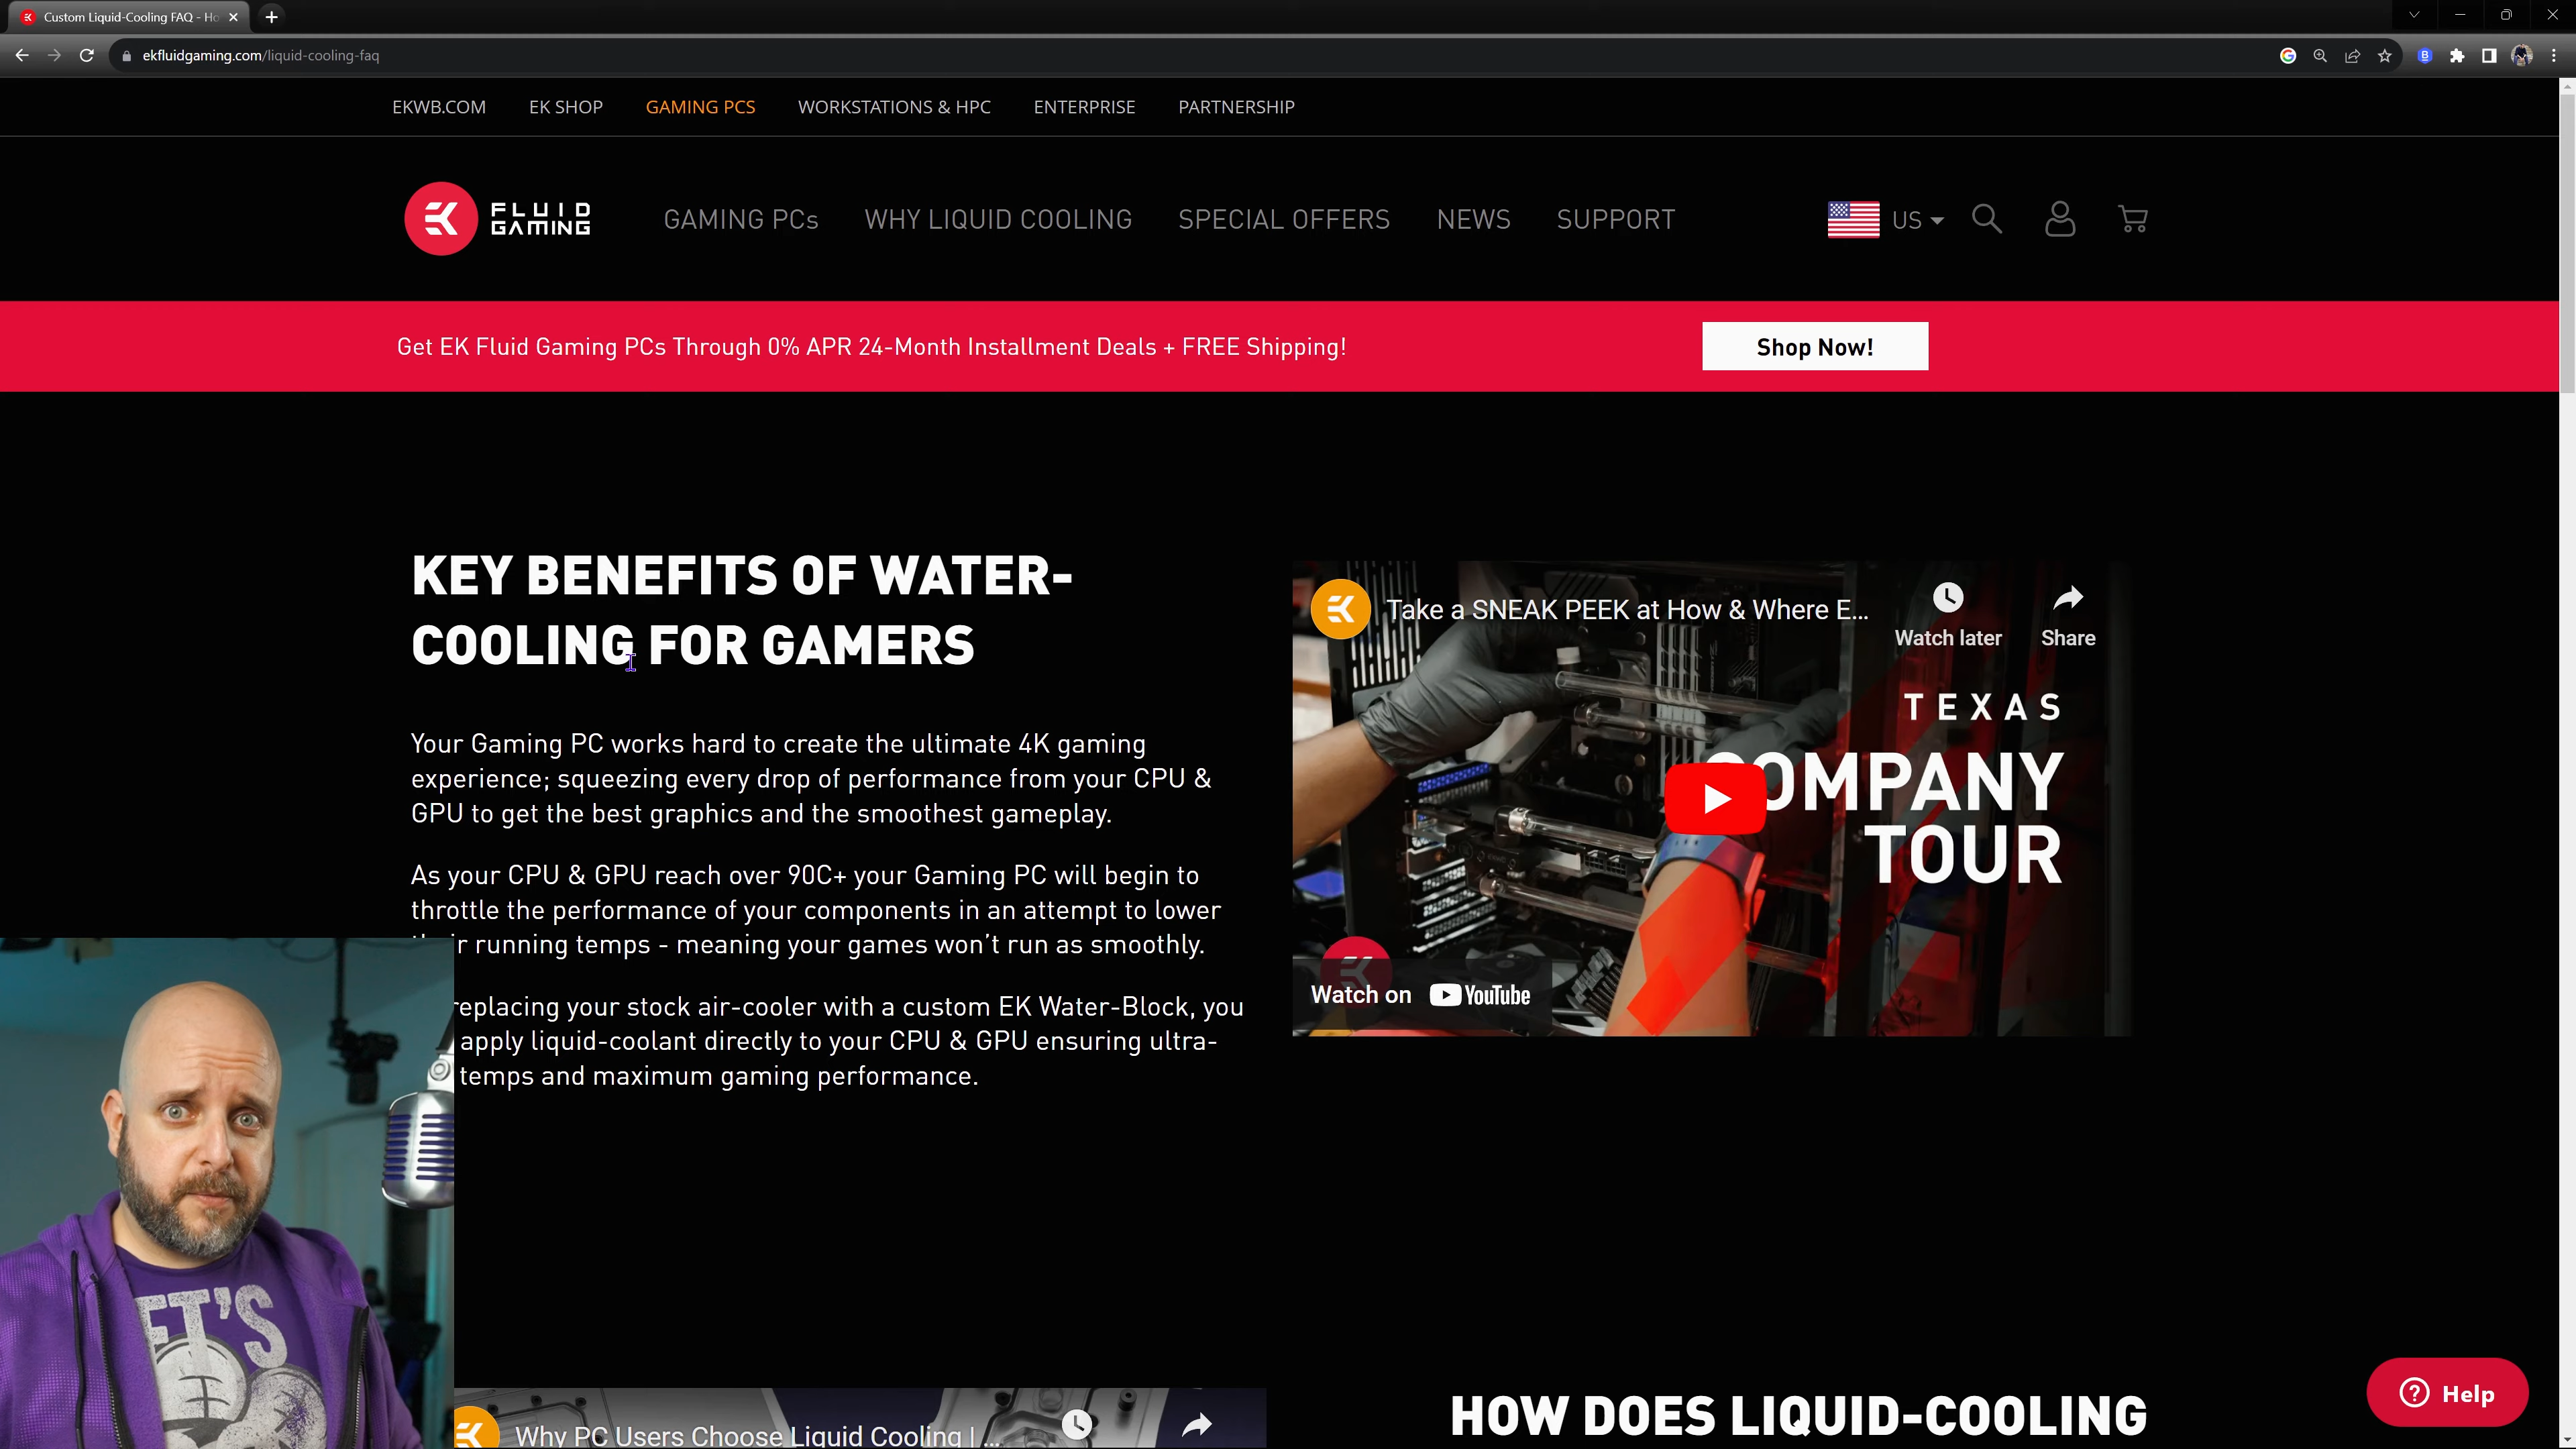 Custom Liquid-Cooling FAQ - Ho
ekfluidgaming.com/liquid-cooling-faq
EKWB.COM
EK SHOP
GAMING PCS
WORKSTATIONS & HPC
ENTERPRISE
PARTNERSHIP
FLUID
GAMING
GAMING PCs
WHY LIQUID COOLING
SPECIAL OFFERS
NEWS
SUPPORT
US
Get EK Fluid Gaming PCs Through 0% APR 24-Month Installment Deals + FREE Shipping!
Shop Now!
KEY BENEFITS OF WATER-
COOLING FOR GAMERS
Your Gaming PC works hard to create the ultimate 4K gaming
experience; squeezing every drop of performance from your CPU &
GPU to get the best graphics and the smoothest gameplay.
As your CPU & GPU reach over 90C+ your Gaming PC will begin to
throttle the performance of your components in an attempt to lower
running temps - meaning your games won't run as smoothly.
replacing your stock air-cooler with a custom EK Water-Block, you
apply liquid-coolant directly to your CPU & GPU ensuring ultra-
temps and maximum gaming performance.
Take a SNEAK PEEK at How & Where E...
Watch later
Share
TEXAS
COMPANY
TOUR
Watch on YouTube
Why PC Users Choose Liquid Cooling | ...
HOW DOES LIQUID-COOLING
Help